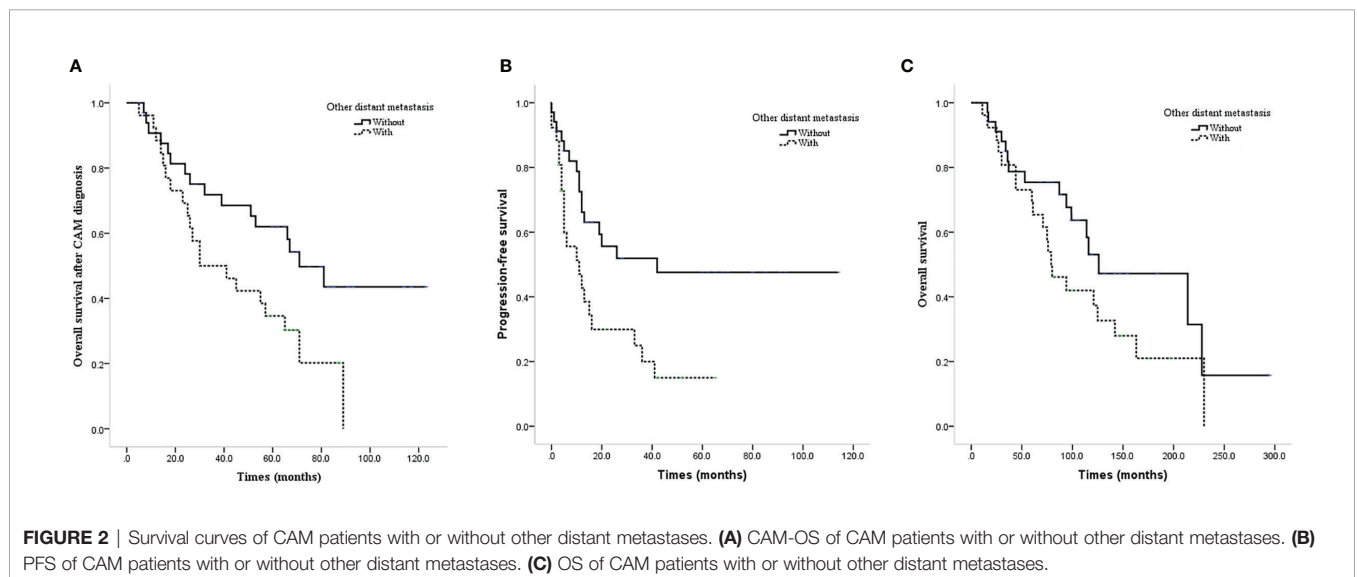 A
Overall survival after CAM diagnosis
1.0
0.8
0.6
0.4
0.2
0.0
Other distant metastasis
Without
With
.0 20.0 40.0 60.0 80.0 100.0 120.0
Times (months)
B
Progression-free survival
1.0
0.8
0.6
0.4
0.2
0.0
Other distant metastasis
Without
With
.0 20.0 40.0 60.0 80.0 100.0 120.0
Times (months)
C
Overall survival
1.0
0.8
0.6
0.4
0.2
0.0
Other distant metastasis
Without
With
.0 50.0 100.0 150.0 200.0 250.0 300.0
Times (months)
FIGURE 2 | Survival curves of CAM patients with or without other distant metastases. (A) CAM-OS of CAM patients with or without other distant metastases. (B)
PFS of CAM patients with or without other distant metastases. (C) OS of CAM patients with or without other distant metastases.